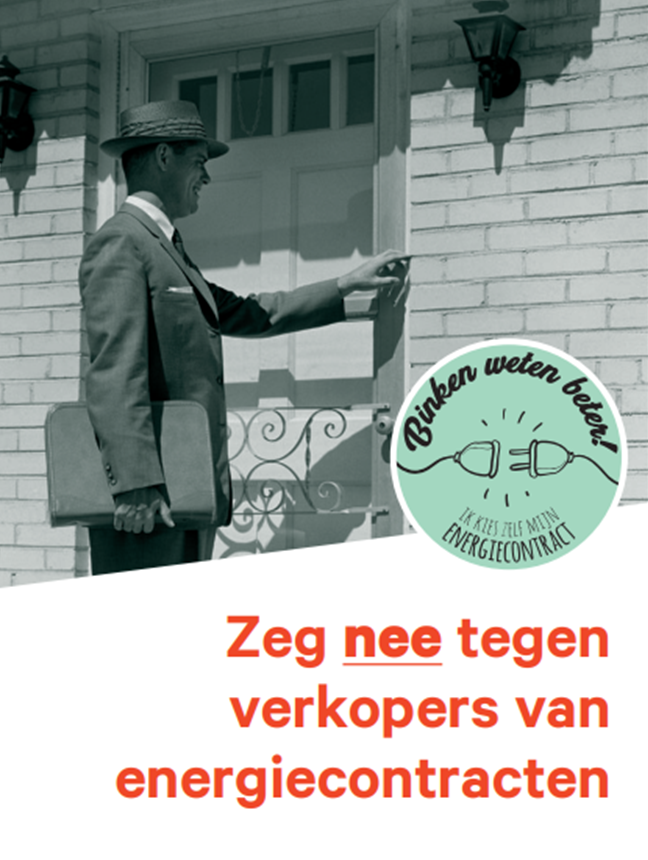 Binken weten beter!
IK KIES ZELF MIJN
ENERGIECONTRACT
Zeg nee tegen
verkopers van
energiecontracten